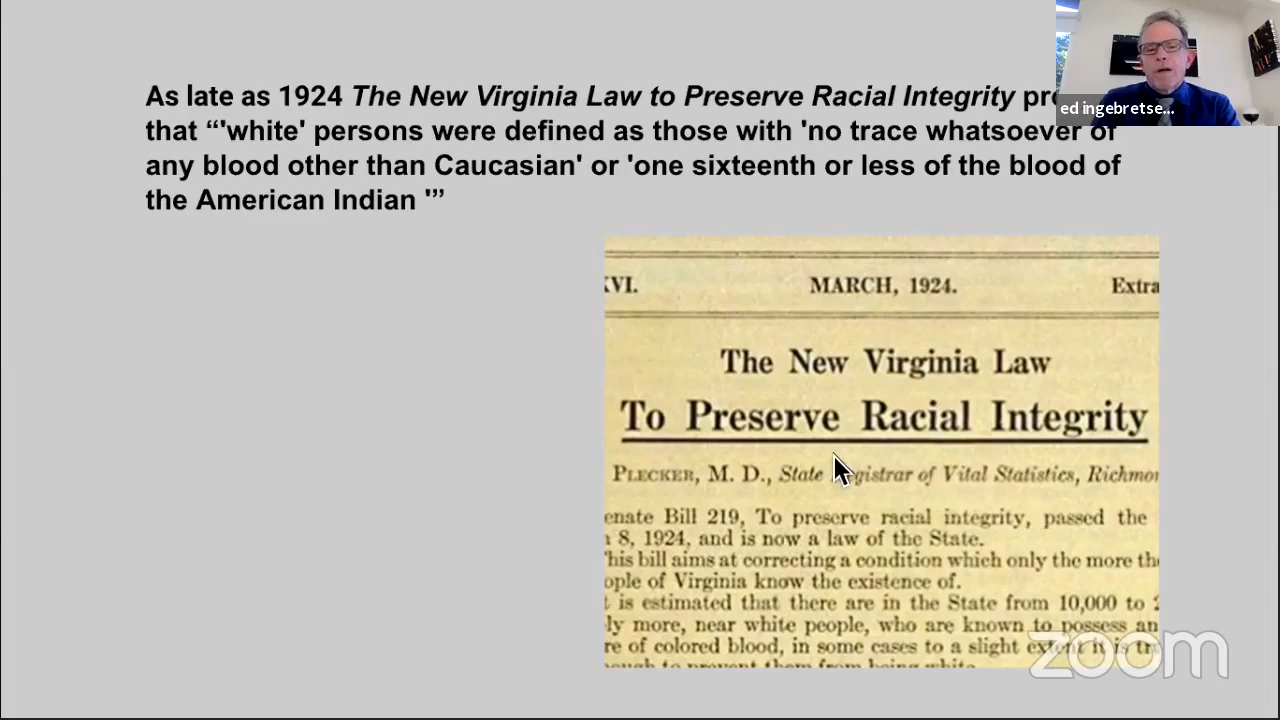 As late as 1924 The New Virginia Law to Preserve Racial Integrity
that “'white' persons were defined as those with 'no trace whatsoever of
any blood other than Caucasian' or 'one sixteenth or less of the blood of
the American Indian '”
ed ingebretse...
XVI. MARCH, 1924. Extra
The New Virginia Law
To Preserve Racial Integrity
PLECKER, M. D., State Registrar of Vital Statistics, Richmo
enate Bill 219, To preserve racial integrity, passed the
8, 1924, and is now a law of the State.
his bill aims at correcting a condition which only the more
ople of Virginia know the existence of.
is estimated that there are in the State from 10,000 to
ly more, near white people, who are known to possess an
re of colored blood, in some cases to a slight extent it is
zoom